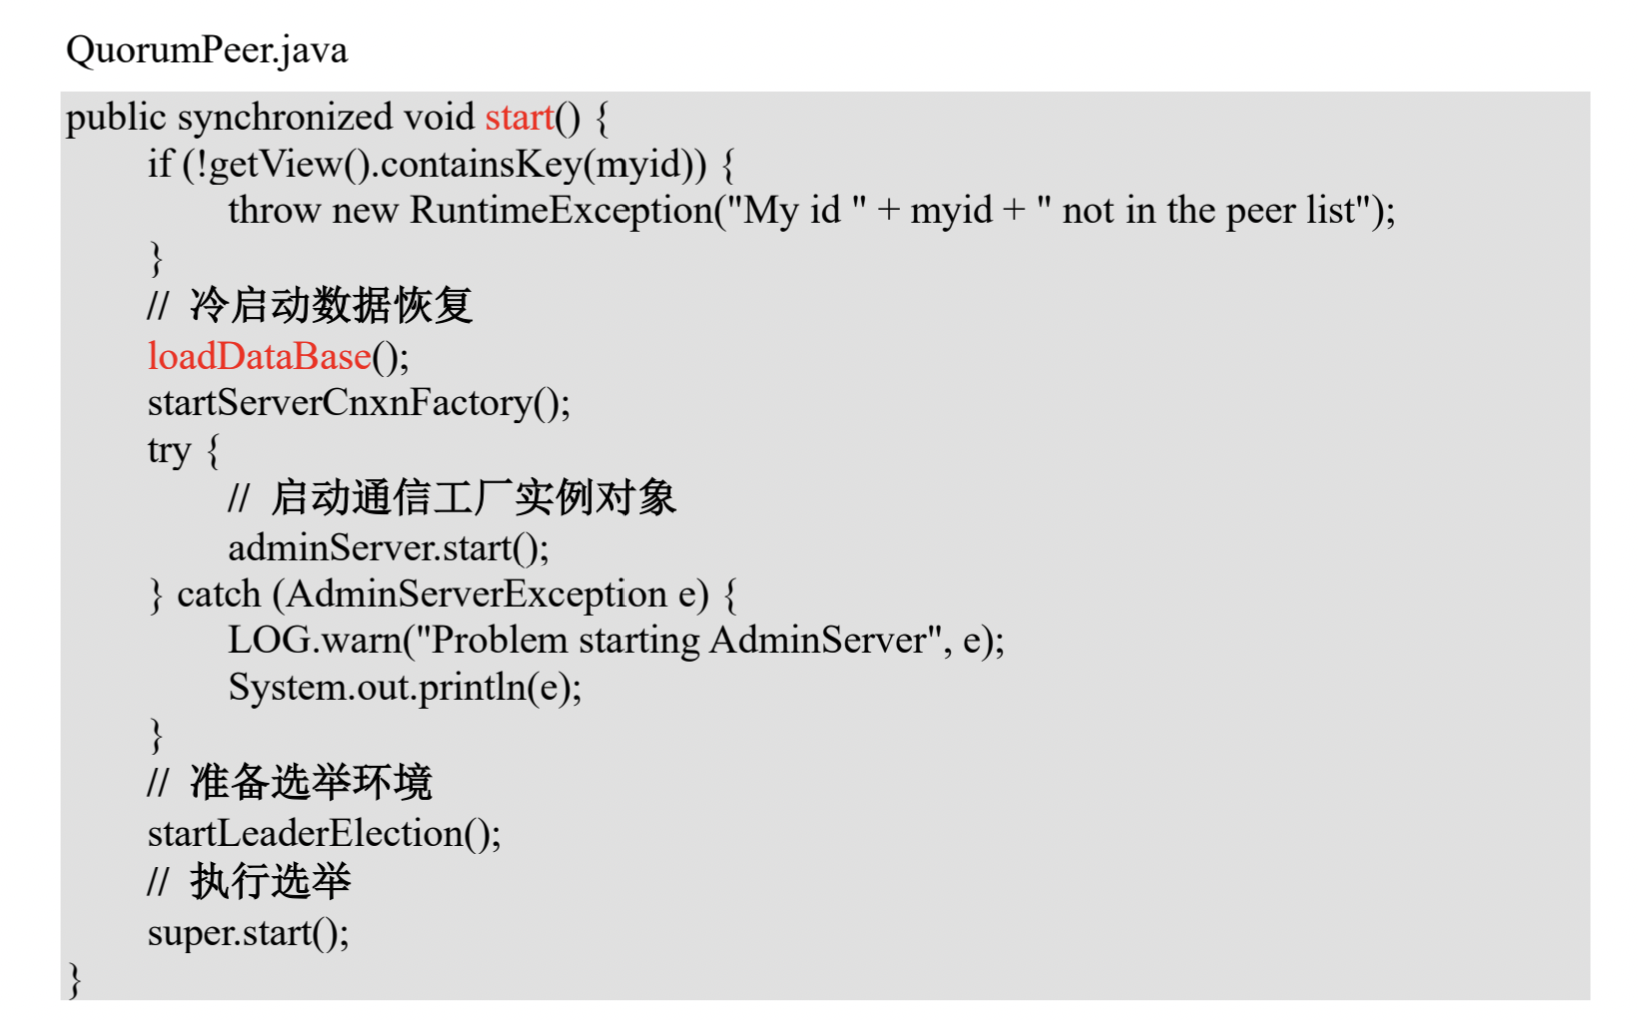 QuorumPeer.java
public synchronized void start() {
if (!getView().containsKey(myid)) {
throw new RuntimeException("My id " + myid + " not in the peer list");
}
// 冷启动数据恢复
loadDataBase();
startServerCnxnFactory();
try {
// 启动通信工厂实例对象
adminServer.start();
} catch (AdminServerException e) {
LOG.warn("Problem starting AdminServer", e);
System.out.println(e);
}
// 准备选举环境
startLeaderElection();
// 执行选举
super.start();
}